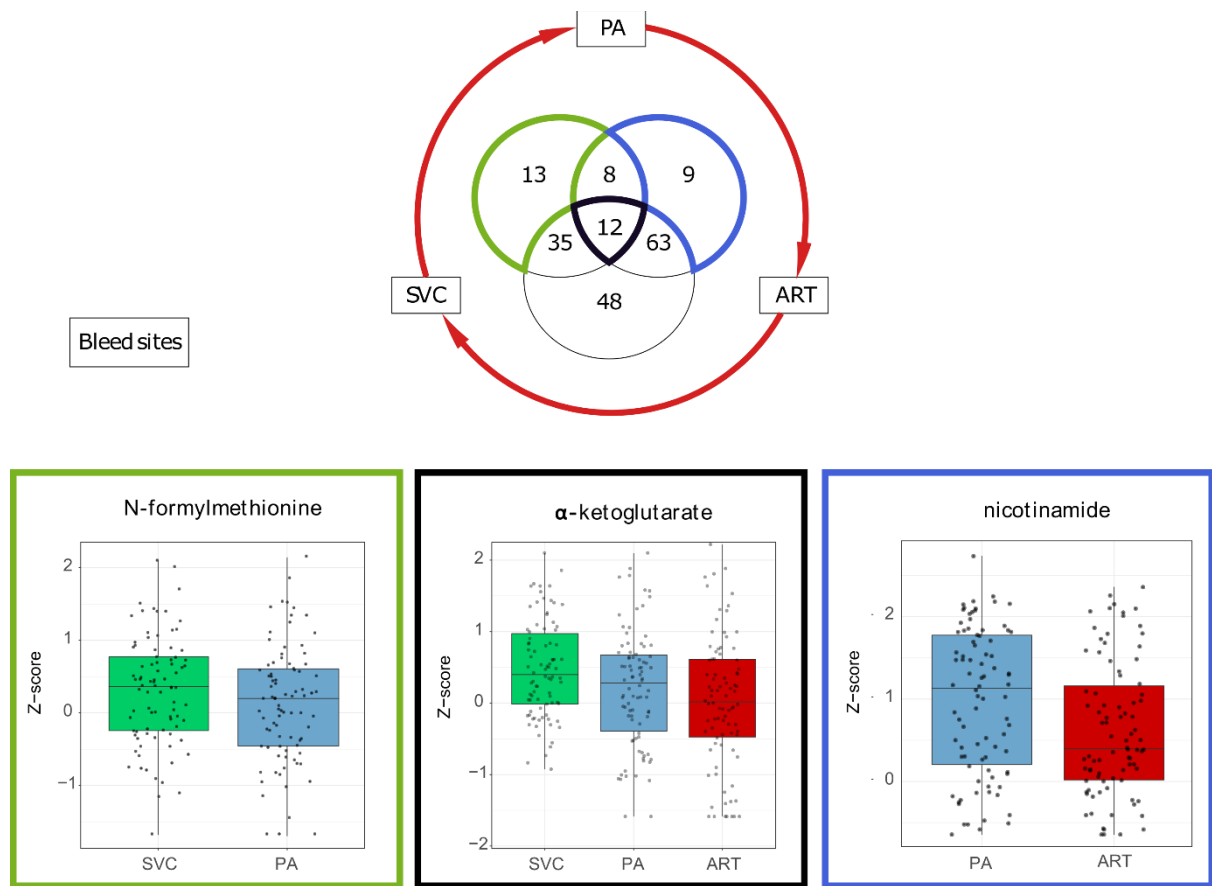 PA
13 8 9
12
35 63
SVC ART
48
Bleed sites
N-formylmethionine
Z-score
2
1
0
-1
SVC PA
α-ketoglutarate
Z-score
2
1
0
-1
-2
SVC PA ART
nicotinamide
Z-score
2
1
0
PA ART